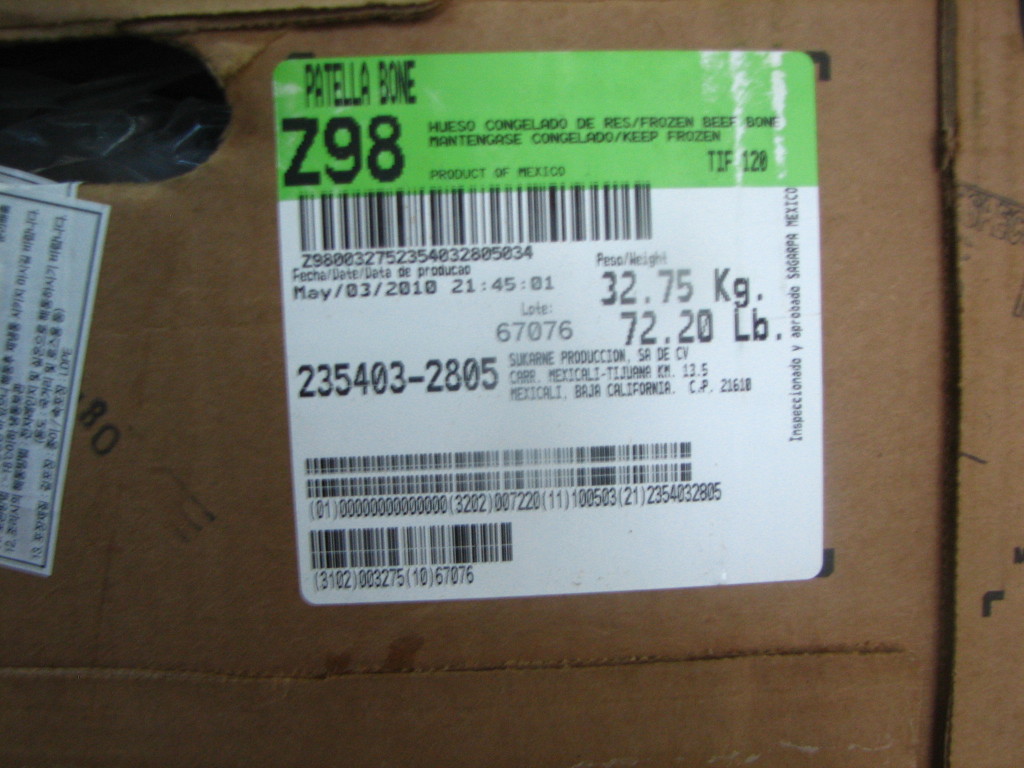 PATELLA BONE
Z98
HUESO CONGELADO DE RES/FROZEN BEEF BONE
MANTENGASE CONGELADO/KEEP FROZEN
PRODUCT OF MEXICO
TIF 120
Z980032752354032805034
Fecha/Date/Data de producao
May/03/2010 21:45:01
Peso/Weight
32.75 Kg.
72.20 Lb.
Lote:
67076
235403-2805
SUKARNE PRODUCCION, SA DE CV
CARR. MEXICALI-TIJUANA KM. 13.5
MEXICALI, BAJA CALIFORNIA. C.P. 21610
Inspeccionado y aprobado SAGARPA MEXICO
(01)00000000000000(3202)007220(11)100503(21)2354032805
(3102)003275(10)67076
80